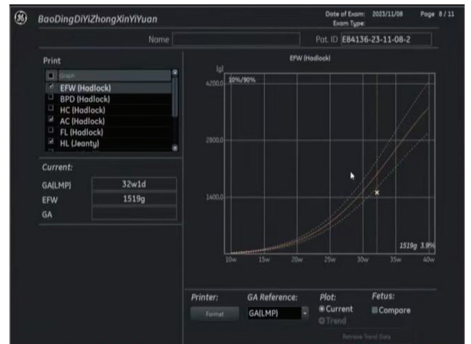 BaoDingDiYiZhongXinYiYuan
Date of Exam: 2023/11/08 Page 8 / 11
Exam Type:
Name
Pat. ID E84136-23-11-08-2
Print
Graph
EFW (Hadlock)
BPD (Hadlock)
HC (Hadlock)
AC (Hadlock)
FL (Hadlock)
HL (Jeanty)
Current:
GA(LMP) 32w1d
EFW 1519g
GA
EFW (Hadlock)
[g]
10%/90%
4200.0
2800.0
1400.0
1519g 3.9%
10w 15w 20w 25w 30w 35w 40w
Printer: GA Reference: Plot: Fetus:
Format GA(LMP) Current Compare
Trend
Retrieve Trend Data